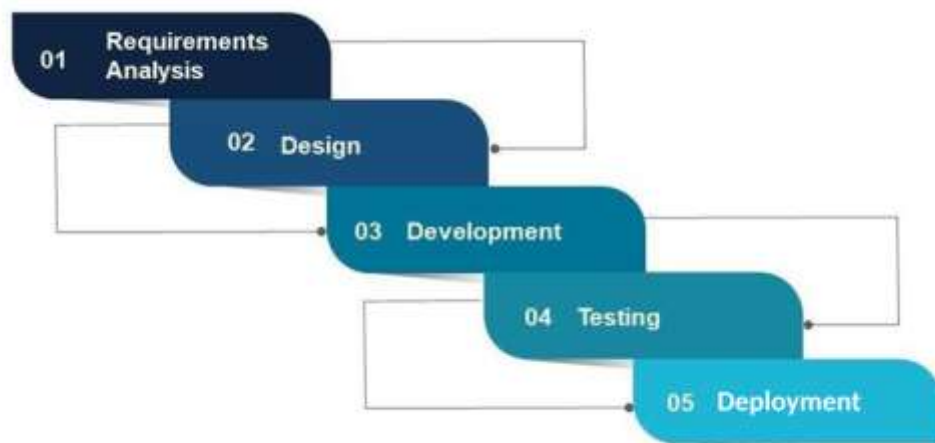 01 Requirements
Analysis
02 Design
03 Development
04 Testing
05 Deployment